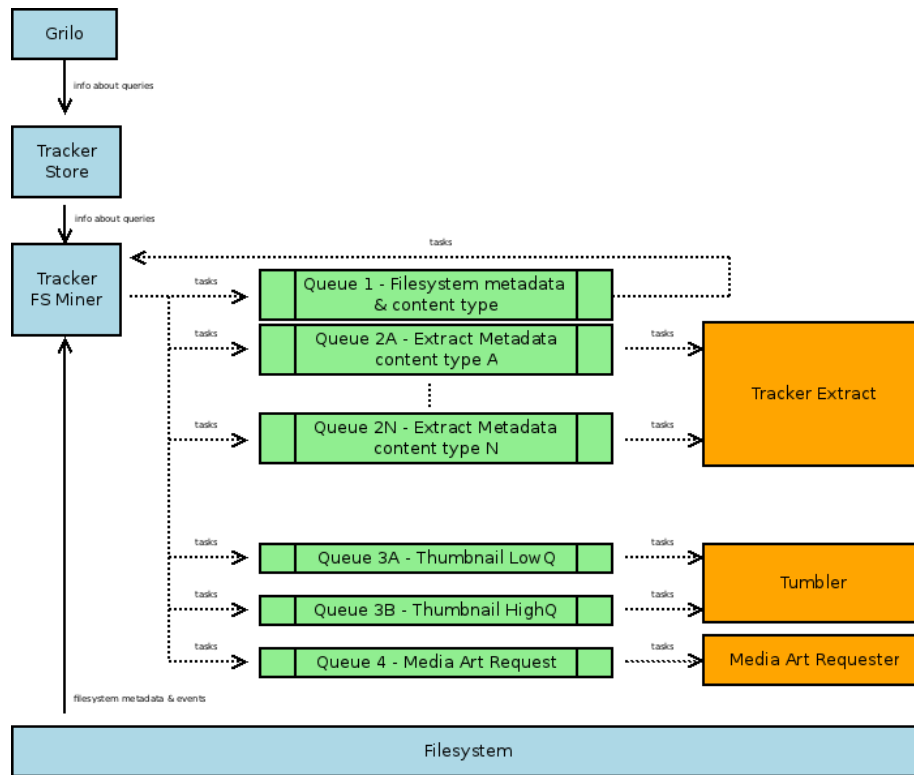 Grilo
info about queries
Tracker
Store
info about queries
tasks
Tracker
FS Miner
tasks
Queue 1 - Filesystem metadata
& content type
tasks
Queue 2A - Extract Metadata
content type A
tasks
Tracker Extract
tasks
Queue 2N - Extract Metadata
content type N
tasks
tasks
Queue 3A - Thumbnail LowQ
tasks
Tumbler
tasks
Queue 3B - Thumbnail HighQ
tasks
tasks
Queue 4 - Media Art Request
tasks
Media Art Requester
filesystem metadata & events
Filesystem